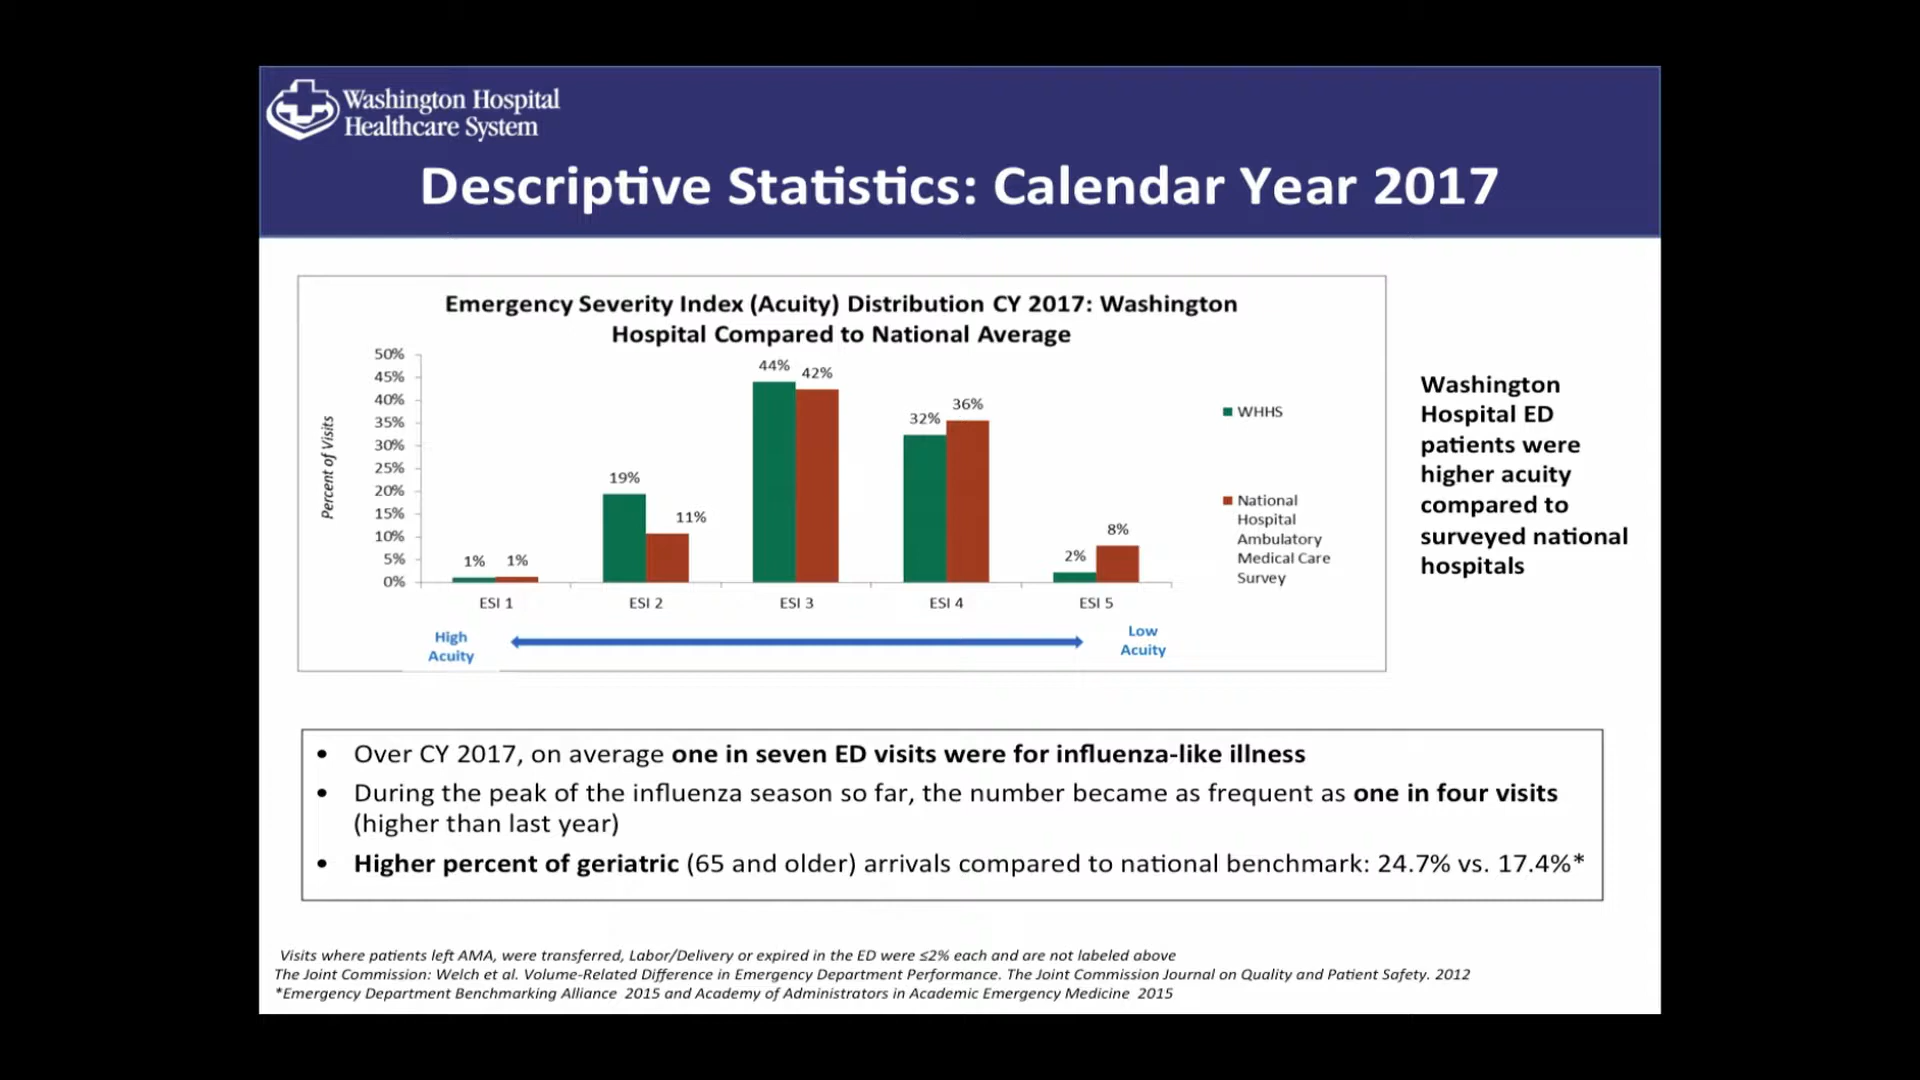 Washington Hospital
Healthcare System
Descriptive Statistics: Calendar Year 2017
Emergency Severity Index (Acuity) Distribution CY 2017: Washington
Hospital Compared to National Average
Percent of Visits
50%
45%
40%
35%
30%
25%
20%
15%
10%
5%
0%
1%
1%
19%
11%
44%
42%
32%
36%
2%
8%
ESI 1
ESI 2
ESI 3
ESI 4
ESI 5
High
Acuity
Low
Acuity
WHHS
National
Hospital
Ambulatory
Medical Care
Survey
Washington
Hospital ED
patients were
higher acuity
compared to
surveyed national
hospitals
• Over CY 2017, on average one in seven ED visits were for influenza-like illness
• During the peak of the influenza season so far, the number became as frequent as one in four visits
(higher than last year)
• Higher percent of geriatric (65 and older) arrivals compared to national benchmark: 24.7% vs. 17.4%*
Visits where patients left AMA, were transferred, Labor/Delivery or expired in the ED were ≤2% each and are not labeled above
The Joint Commission: Welch et al. Volume-Related Difference in Emergency Department Performance. The Joint Commission Journal on Quality and Patient Safety. 2012
*Emergency Department Benchmarking Alliance 2015 and Academy of Administrators in Academic Emergency Medicine 2015